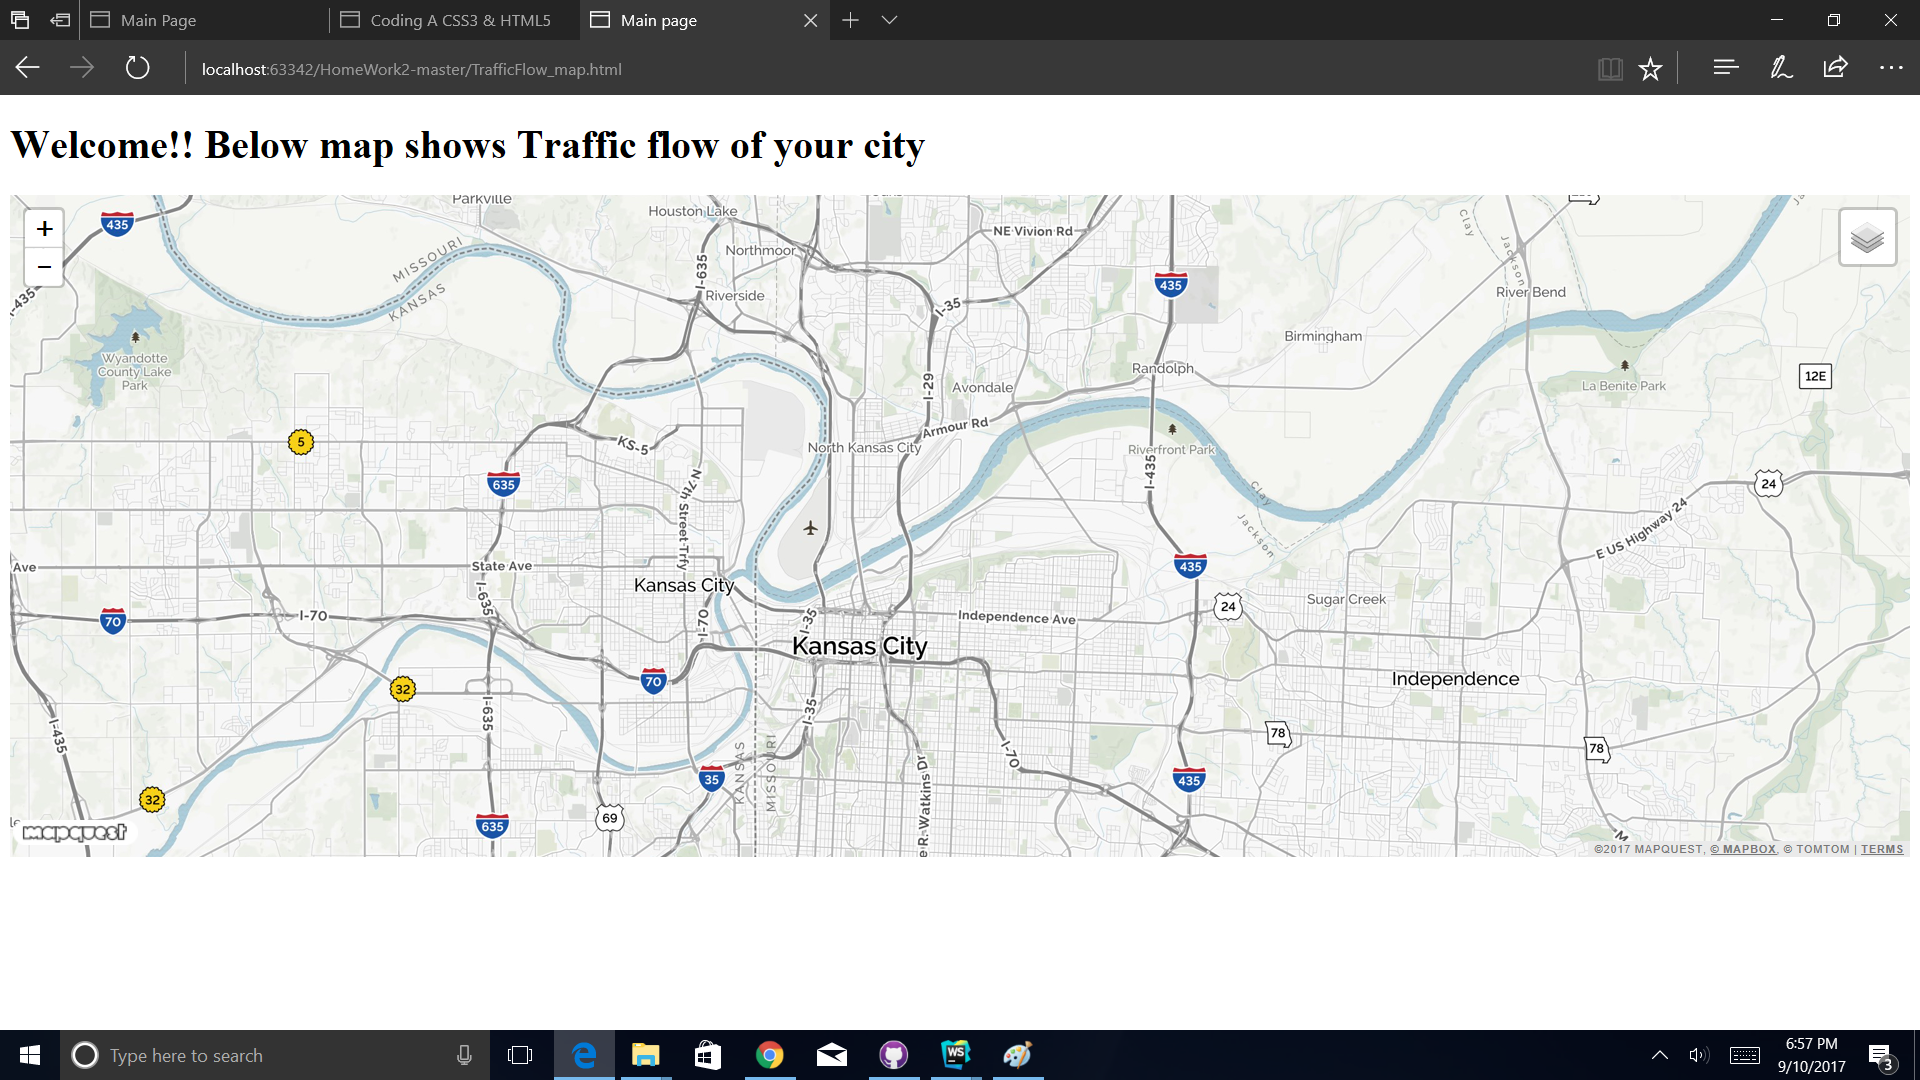 Main Page
Coding A CSS3 & HTML5
Main page
localhost:63342/HomeWork2-master/TrafficFlow_map.html
Welcome!! Below map shows Traffic flow of your city
Parkville
Houston Lake
NE Vivion Rd
Clay
Jackson
435
+
−
MISSOURI
KANSAS
I-635
Northmoor
Riverside
I-35
435
River Bend
I-435
Birmingham
Wyandotte
County Lake
Park
Randolph
I-29
Avondale
La Benite Park
12E
5
KS-5
North Kansas City
Armour Rd
Riverfront Park
I-435
635
N 7th Street Trfy
Clay
Jackson
24
E US Highway 24
Ave
State Ave
435
Kansas City
I-635
Sugar Creek
24
70
I-70
I-70
I-35
Independence Ave
Kansas City
70
Independence
32
I-635
I-35
I-435
78
78
I-70
KANSAS
MISSOURI
35
435
32
e R. Watkins Dr
635
69
M
mapquest
©2017 MAPQUEST, © MAPBOX, © TOMTOM | TERMS
Type here to search
WS
6:57 PM
9/10/2017
3